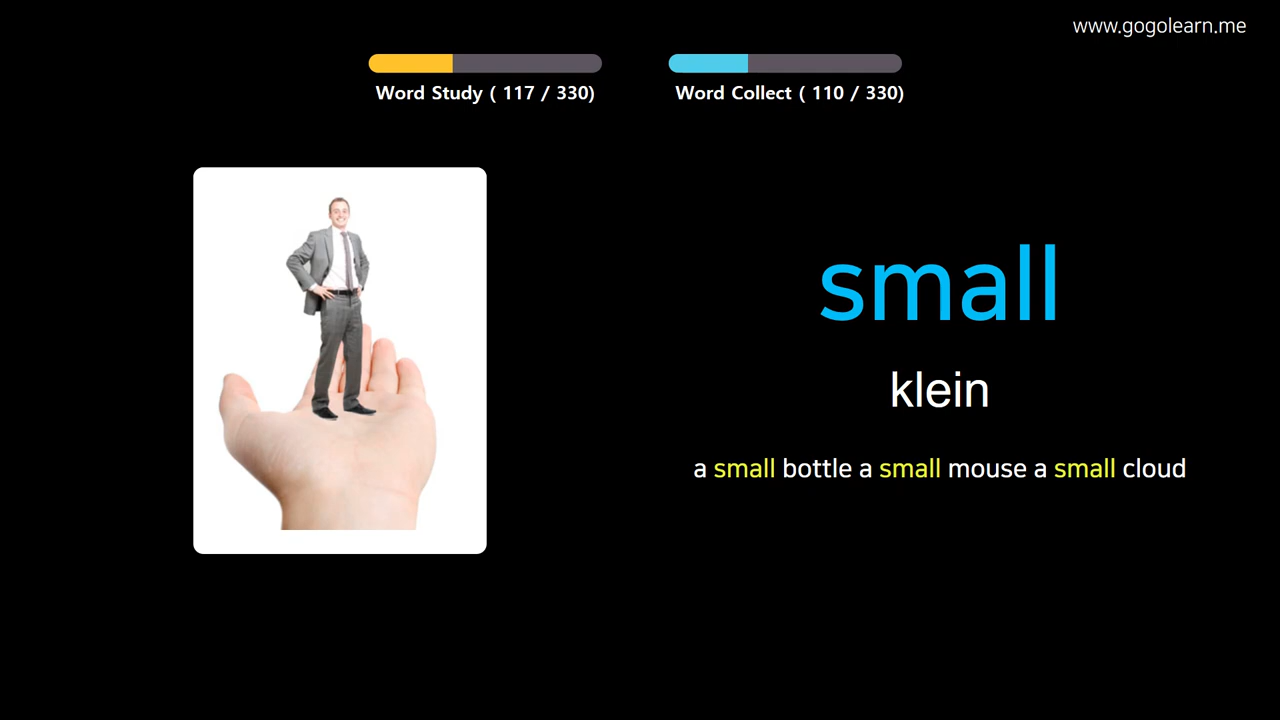 www.gogolearn.me
Word Study ( 117 / 330)
Word Collect ( 110 / 330)
small
klein
a small bottle a small mouse a small cloud